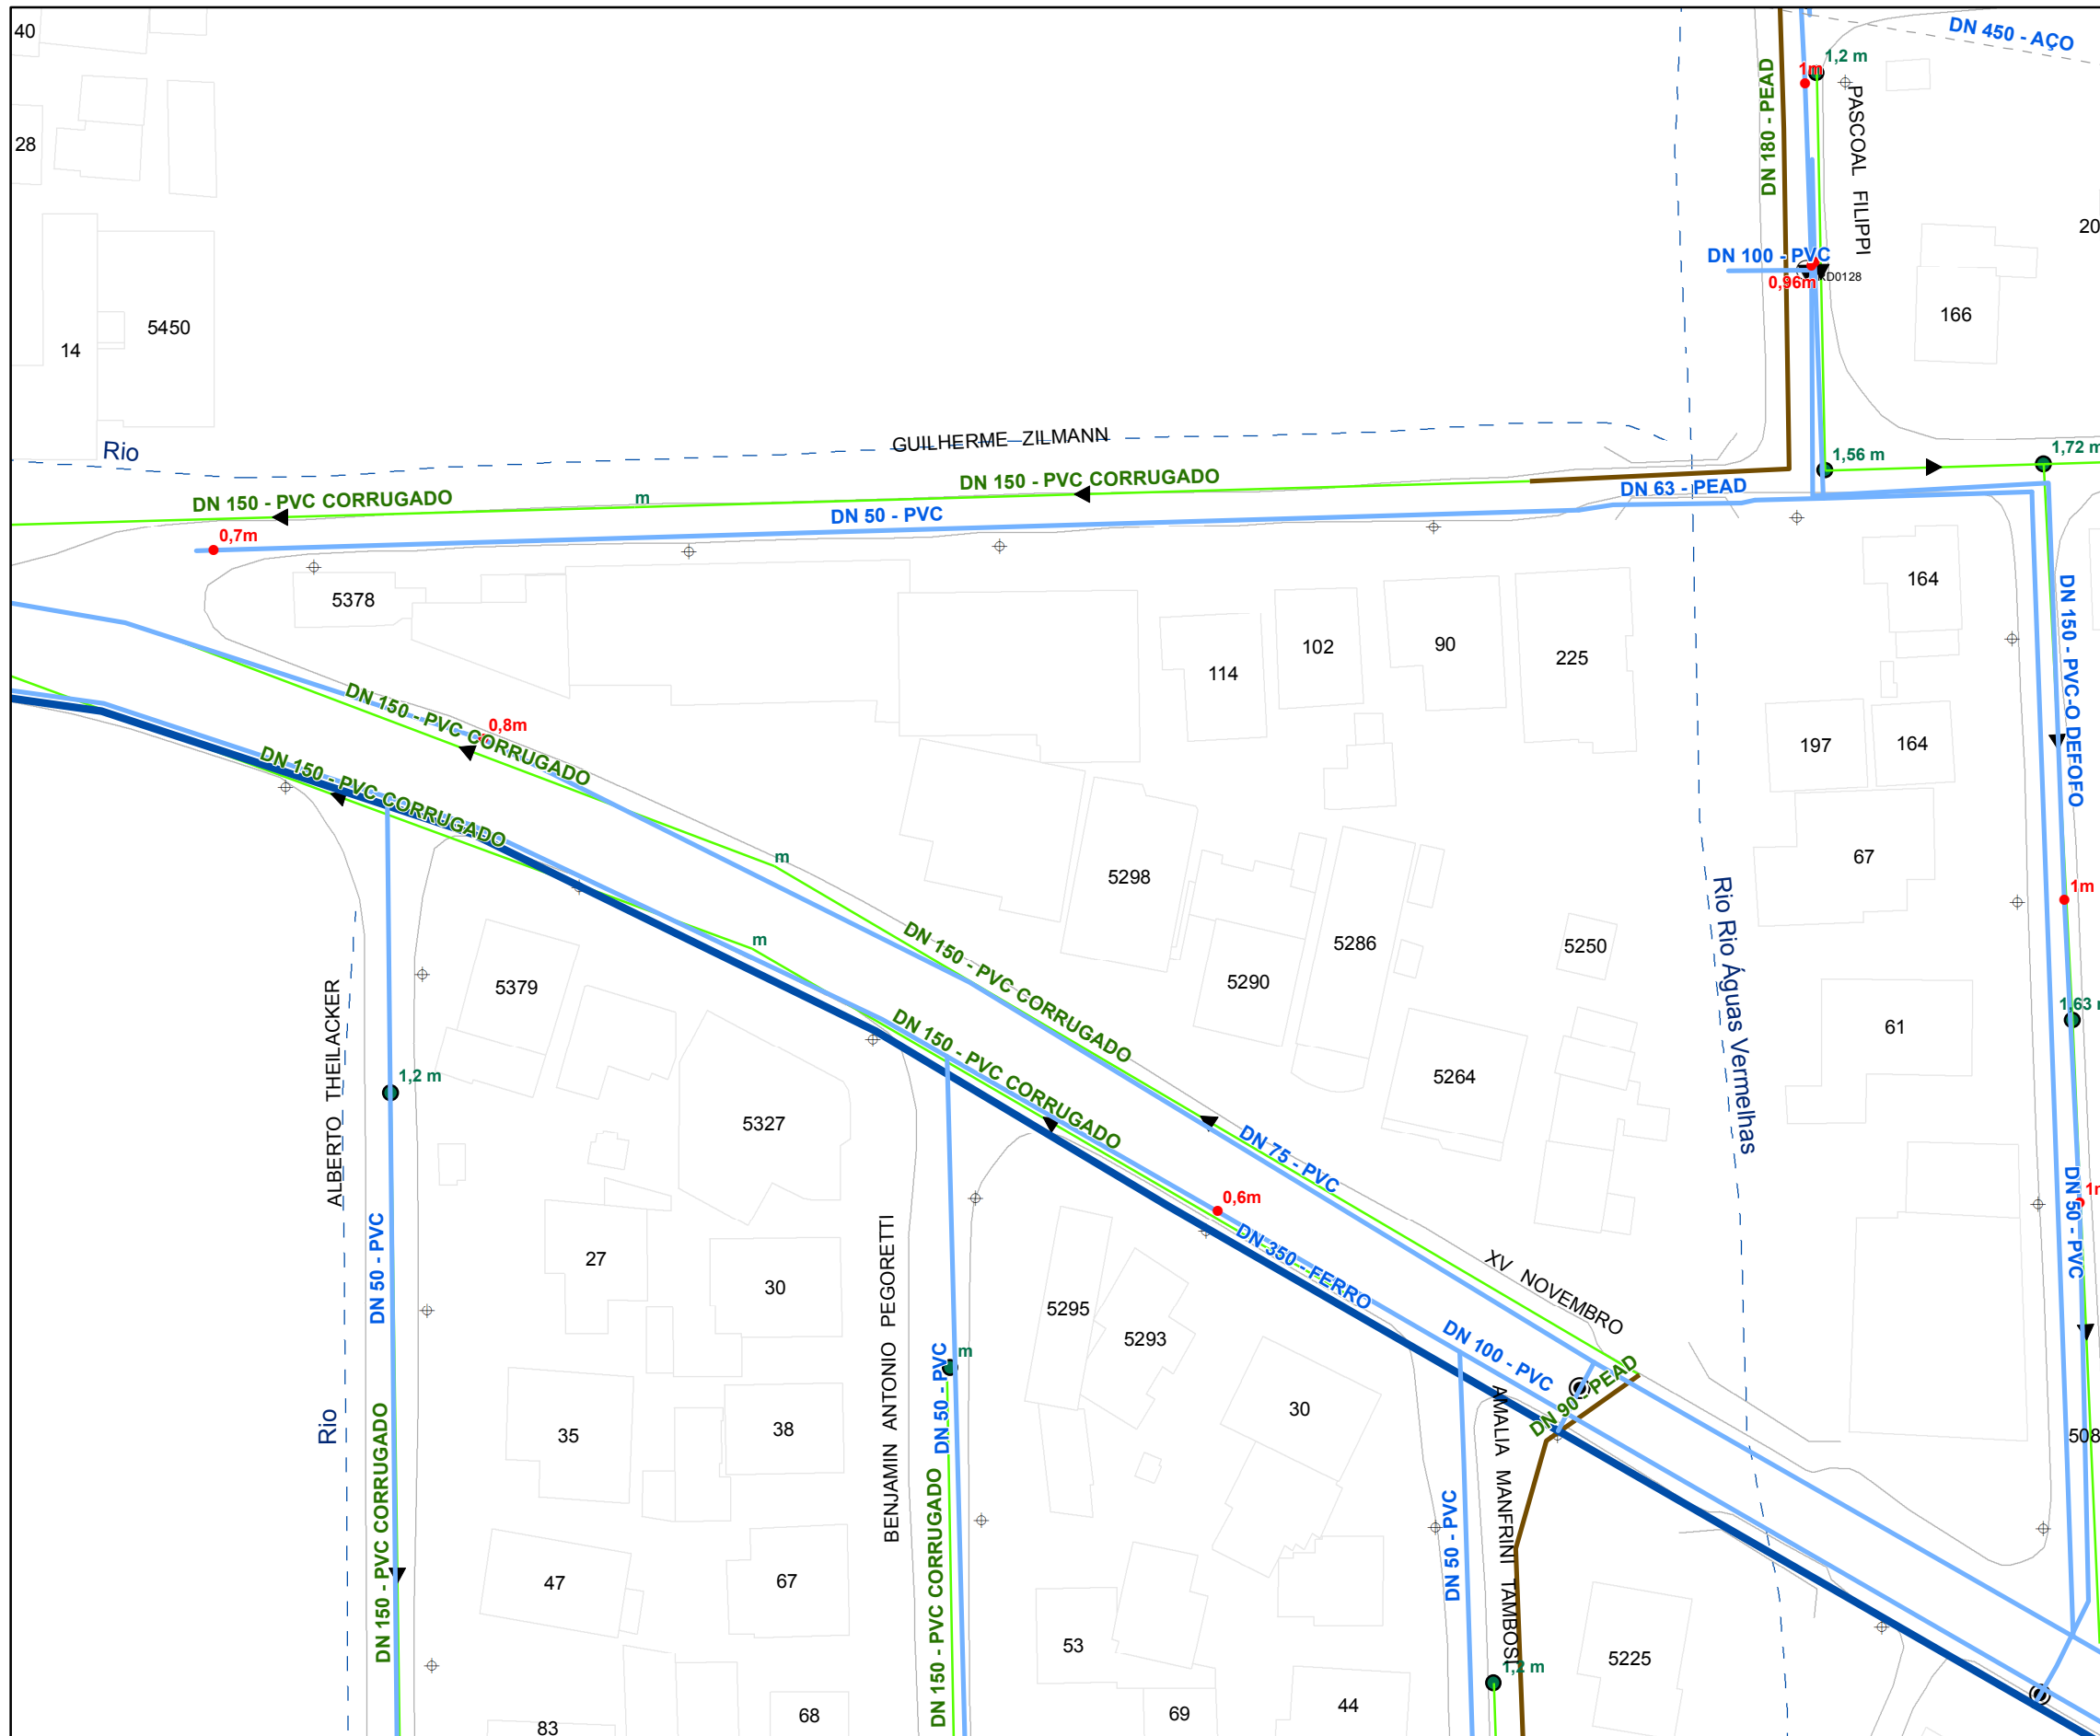 40
DN 450 - AÇO
1,2 m
1m
28
DN 180 - PEAD
PASCOAL FILIPPI
20
DN 100 - PVC
0,96m
166
5450
14
Rio
GUILHERME ZILMANN
1,56 m
1,72 m
DN 150 - PVC CORRUGADO
m
DN 150 - PVC CORRUGADO
DN 63 - PEAD
DN 50 - PVC
0,7m
5378
164
DN 150 - PVC-O DEFOFO
114
102
90
225
DN 150 - PVC CORRUGADO
0,8m
197
164
DN 150 - PVC CORRUGADO
m
5298
67
1m
m
5286
5250
5290
DN 150 - PVC CORRUGADO
Rio Rio Águas Vermelhas
5379
ALBERTO THEILACKER
DN 150 - PVC CORRUGADO
61
1,63
1,2 m
5264
5327
DN 75 - PVC
0,6m
DN 50 - PVC
DN 50 - PVC
27
30
BENJAMIN ANTONIO PEGORETTI
DN 350 - FERRO
XV NOVEMBRO
5295
5293
DN 100 - PVC
m
DN 50 - PVC
DN 90 - PEAD
AMALIA MANFRINI TAMBOSI
Rio
35
38
30
508
DN 150 - PVC CORRUGADO
DN 150 - PVC CORRUGADO
DN 50 - PVC
47
67
53
5225
1,2 m
83
68
69
44